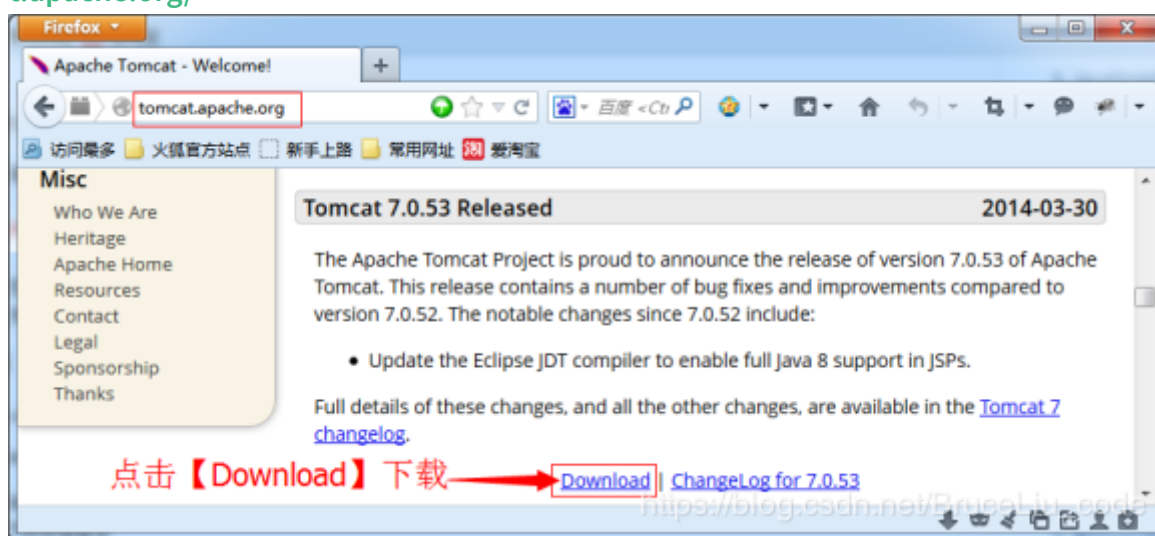 Firefox
Apache Tomcat - Welcome!
tomcat.apache.org
百度 <Ctr
访问最多 火狐官方站点 新手上路 常用网址 淘 爱淘宝
Misc
Who We Are
Heritage
Apache Home
Resources
Contact
Legal
Sponsorship
Thanks
Tomcat 7.0.53 Released 2014-03-30
The Apache Tomcat Project is proud to announce the release of version 7.0.53 of Apache
Tomcat. This release contains a number of bug fixes and improvements compared to
version 7.0.52. The notable changes since 7.0.52 include:
• Update the Eclipse JDT compiler to enable full Java 8 support in JSPs.
Full details of these changes, and all the other changes, are available in the Tomcat 7
changelog.
点击【Download】下载 Download | ChangeLog for 7.0.53
https://blog.csdn.net/BruceLiu_code